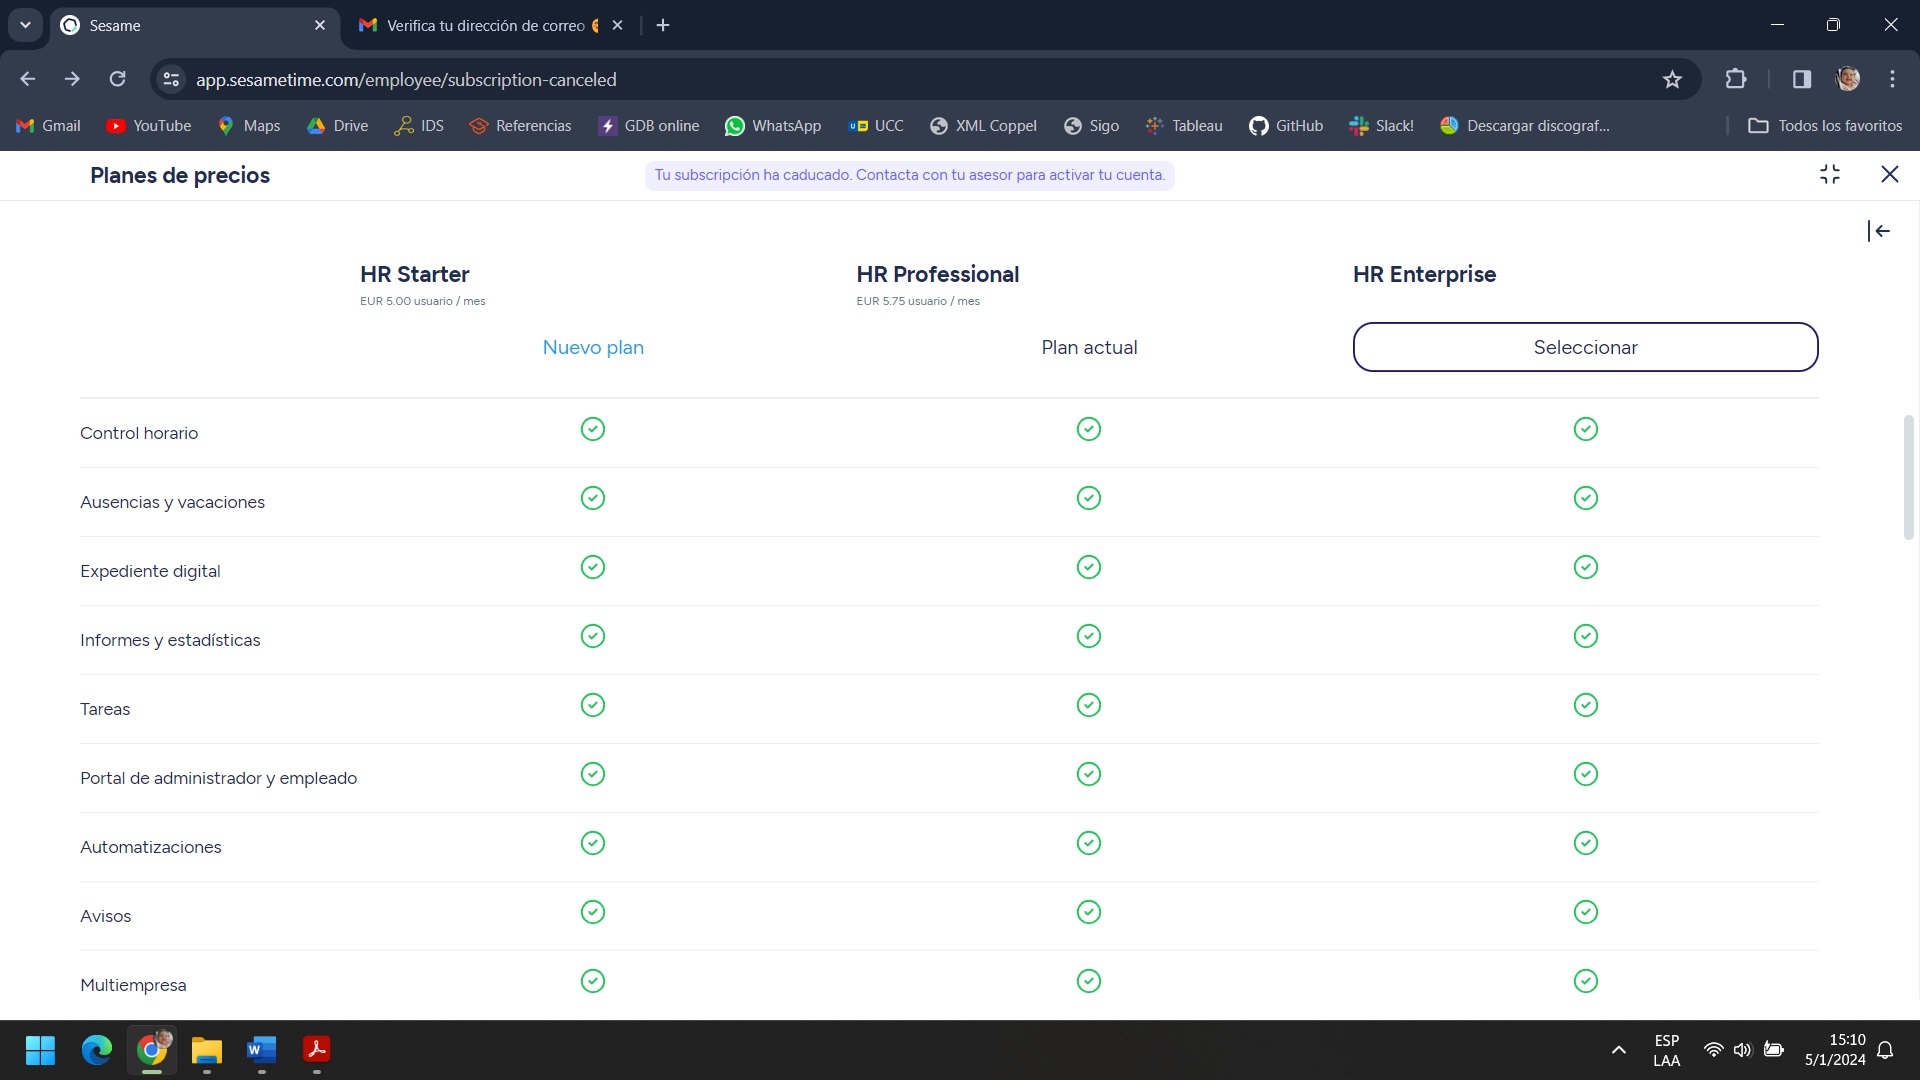 Sesame
Verifica tu dirección de correo
app.sesametime.com/employee/subscription-canceled
Gmail YouTube Maps Drive IDS Referencias GDB online WhatsApp UCC XML Coppel Sigo Tableau GitHub Slack! Descargar discograf... Todos los favoritos
Planes de precios
Tu subscripción ha caducado. Contacta con tu asesor para activar tu cuenta.
HR Starter HR Professional HR Enterprise
EUR 5.00 usuario / mes EUR 5.75 usuario / mes
Nuevo plan Plan actual Seleccionar
Control horario
Ausencias y vacaciones
Expediente digital
Informes y estadísticas
Tareas
Portal de administrador y empleado
Automatizaciones
Avisos
Multiempresa
ESP 15:10
LAA 5/1/2024